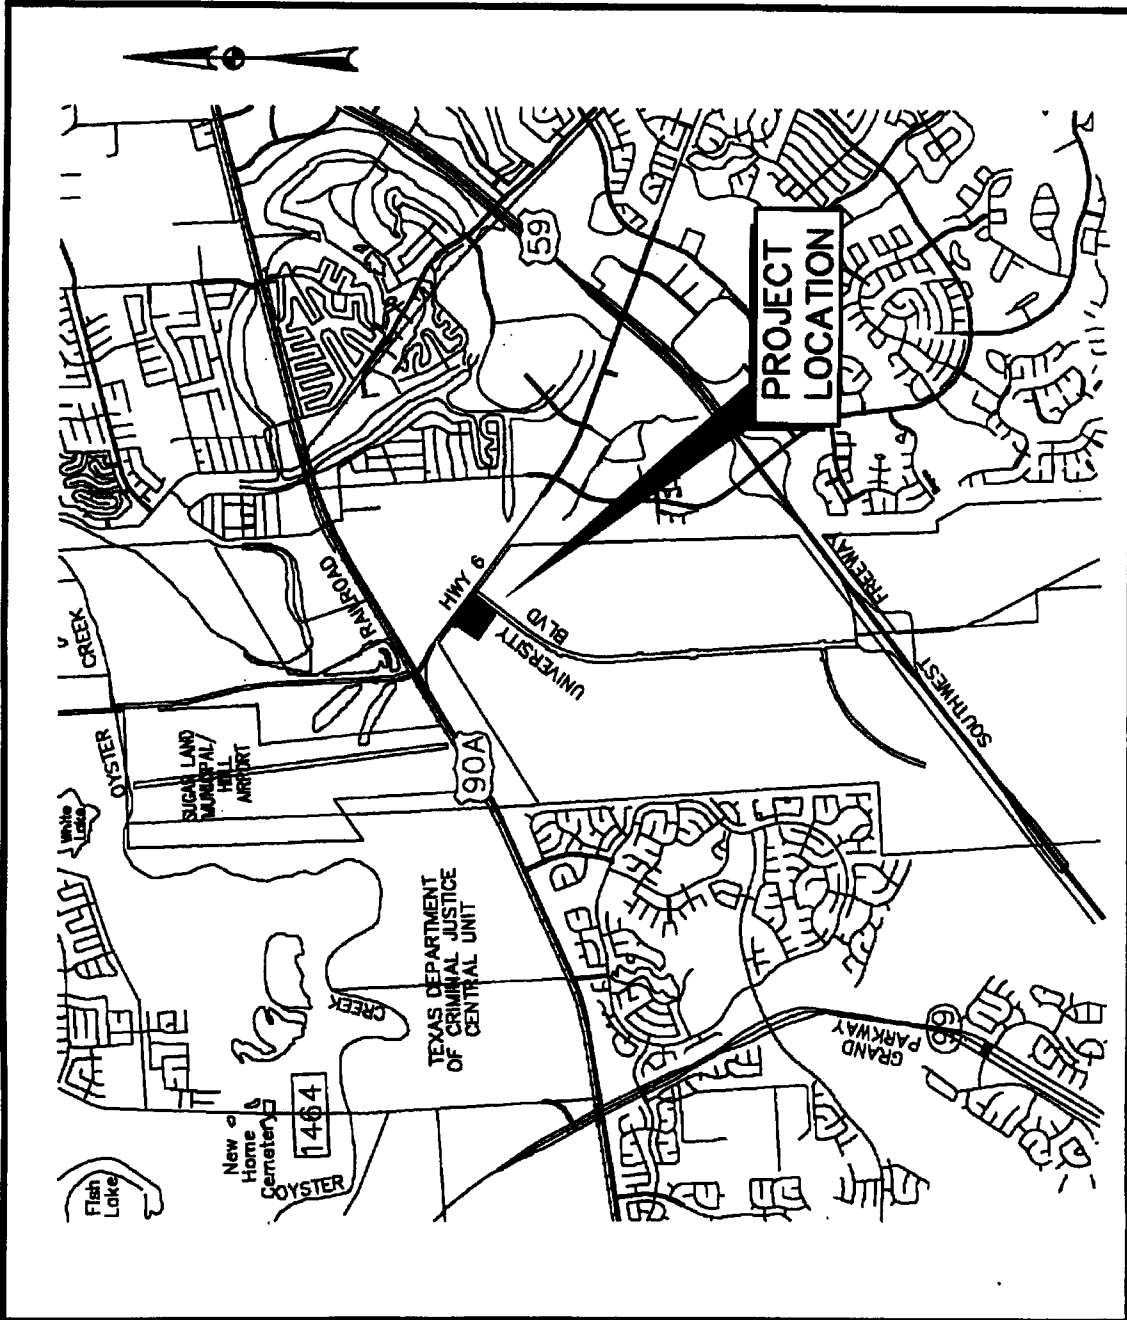 Fish
Lake
White
Lake
OYSTER
CREEK
New
Home
Cemetery
1464
OYSTER
CREEK
SUGAR LAND
MUNICIPAL/
HULL
AIRPORT
RAILROAD
TEXAS DEPARTMENT
OF CRIMINAL JUSTICE
CENTRAL UNIT
90A
HWY 6
UNIVERSITY
BLVD
59
PROJECT
LOCATION
GRAND
PARKWAY
99
SOUTHWEST
FREEWAY